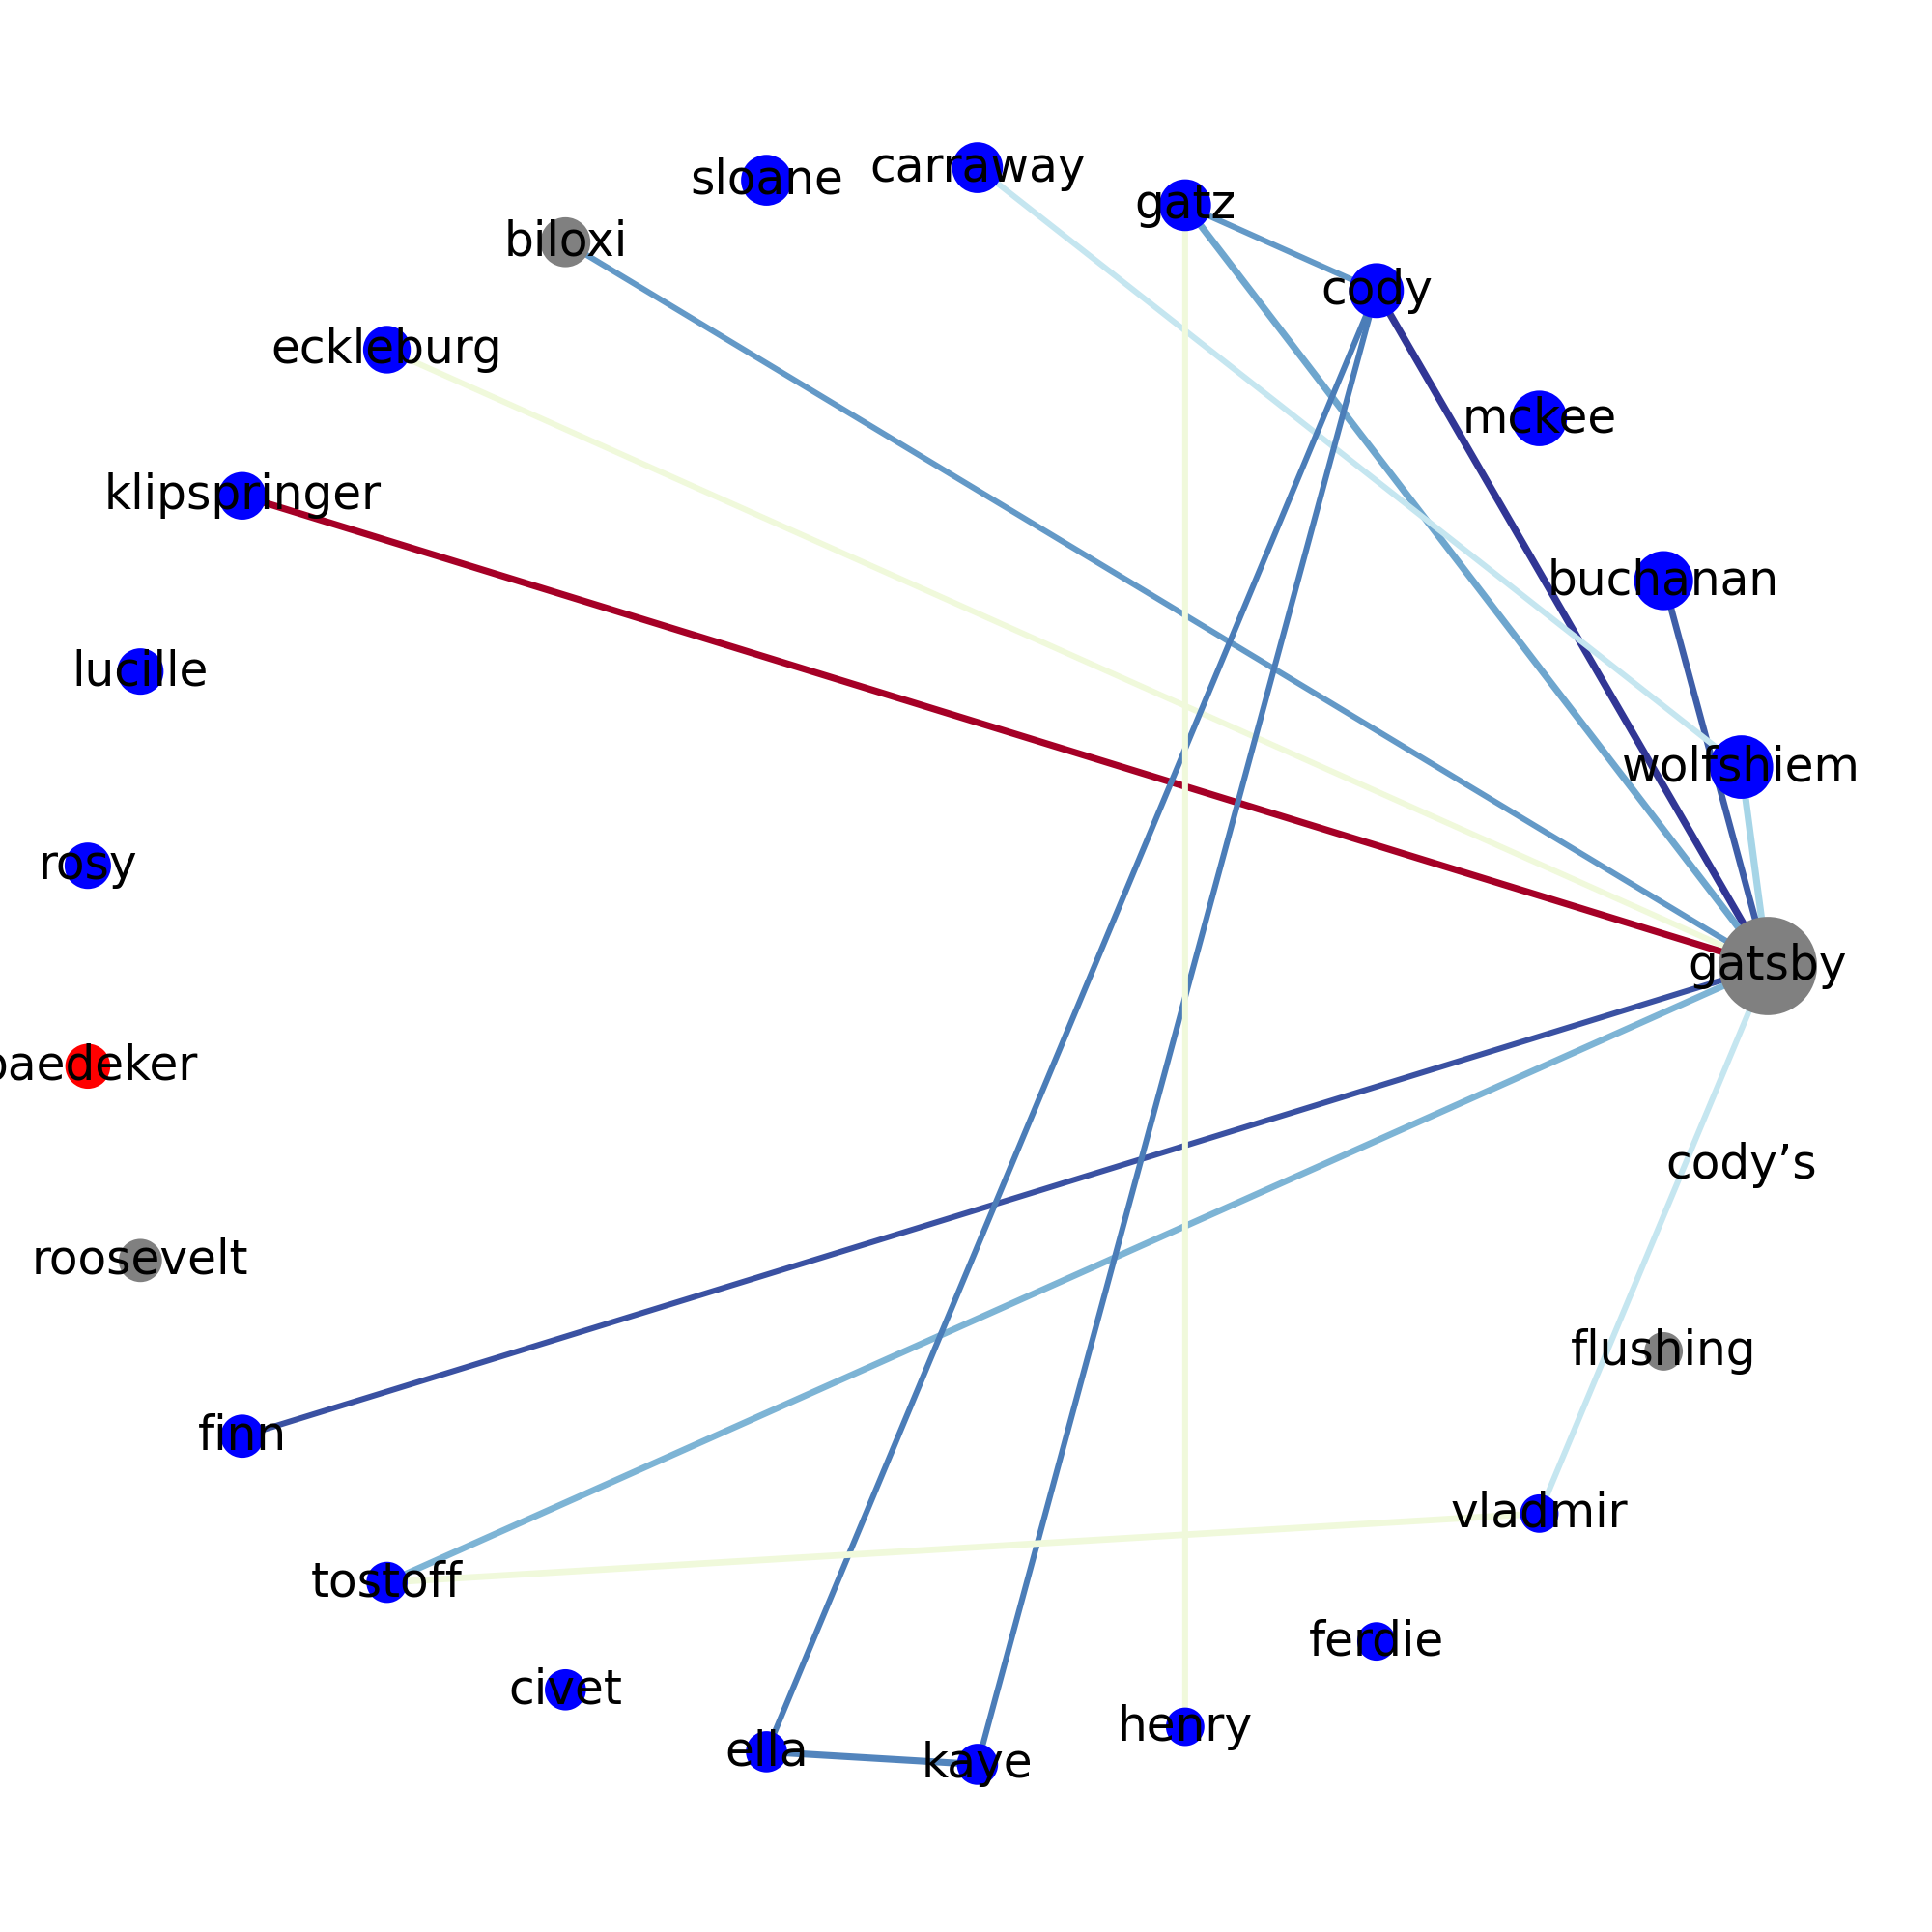 carraway
sloane
gatz
biloxi
cody
eckleburg
mckee
klipspringer
buchanan
lucille
wolfshiem
rosy
gatsby
baedeker
cody’s
roosevelt
flushing
finn
vladmir
tostoff
ferdie
civet
henry
ella
kaye